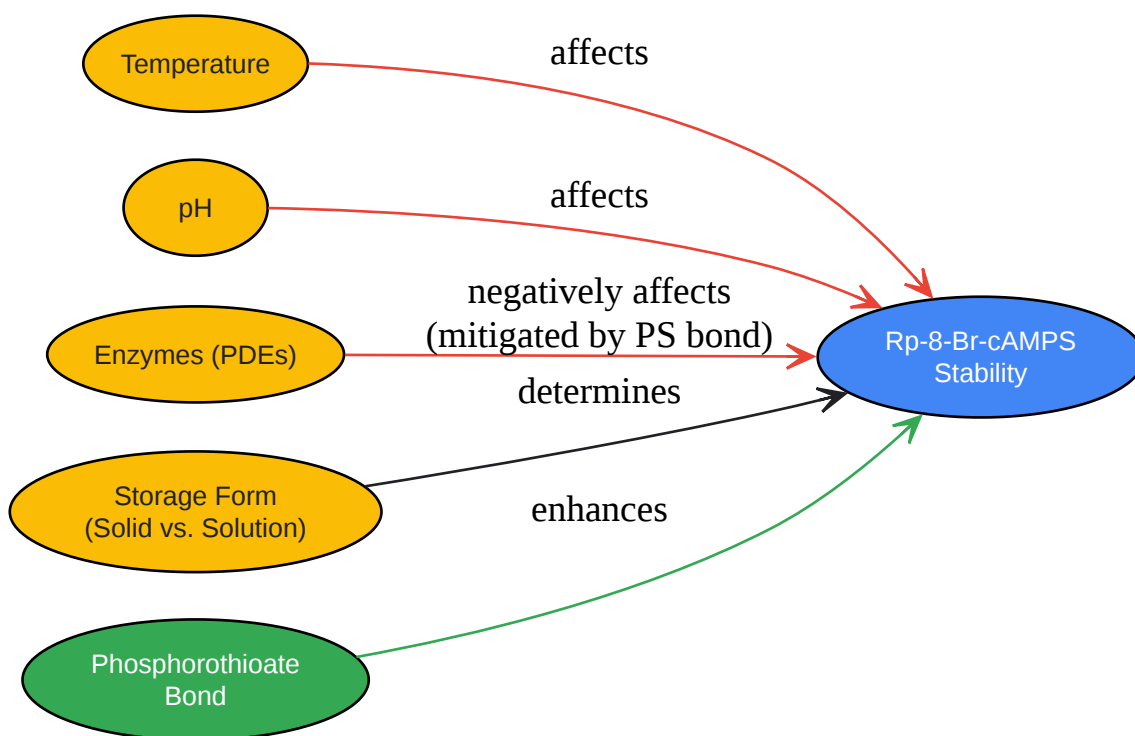 Temperature
affects
pH
affects
Enzymes (PDEs)
negatively affects
(mitigated by PS bond)
Rp-8-Br-cAMPS
Stability
determines
Storage Form
(Solid vs. Solution)
enhances
Phosphorothioate
Bond